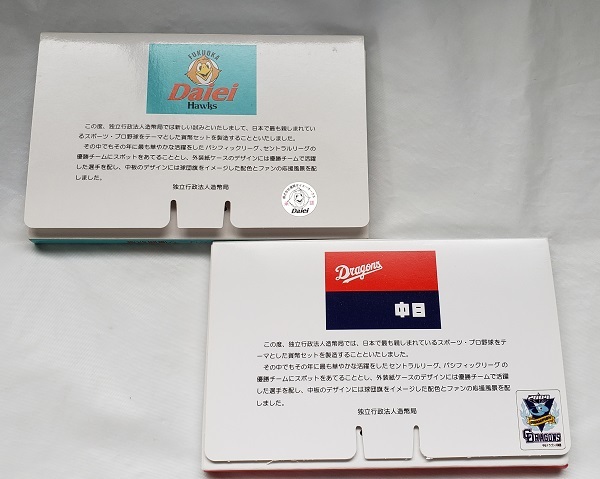 FUKUOKA
Daiei
Hawks
この度、独立行政法人造幣局では新しい試みといたしまして、日本で最も親しまれてい
るスポーツ・プロ野球をテーマとした貨幣セットを製造することといたしました。
その中でもその年に最も華やかな活躍をしたパシフィックリーグ、セントラルリーグの
優勝チームにスポットをあてることとし、外装紙ケースのデザインには優勝チームで活躍
した選手を配し、中板のデザインには球団旗をイメージした配色とファンの応援風景を配
しました。
独立行政法人造幣局
Daiei
Dragons
中日
この度、独立行政法人造幣局では、日本で最も親しまれているスポーツ・プロ野球をテ
ーマとした貨幣セットを製造することといたしました。
その中でもその年に最も華やかな活躍をしたセントラルリーグ、パシフィックリーグの
優勝チームにスポットをあてることとし、外装紙ケースのデザインには優勝チームで活躍
した選手を配し、中板のデザインには球団旗をイメージした配色とファンの応援風景を配
しました。
独立行政法人造幣局
2004
DRAGONS